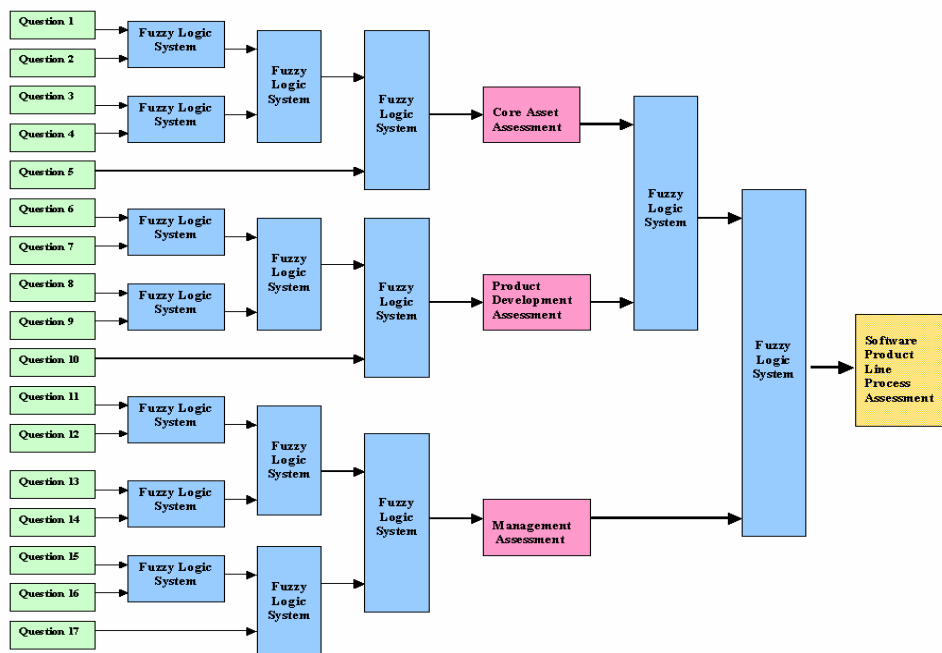 Question 1
Question 2
Question 3
Question 4
Question 5
Question 6
Question 7
Question 8
Question 9
Question 10
Question 11
Question 12
Question 13
Question 14
Question 15
Question 16
Question 17
Fuzzy Logic
System
Fuzzy Logic
System
Fuzzy Logic
System
Fuzzy Logic
System
Fuzzy Logic
System
Fuzzy Logic
System
Fuzzy Logic
System
Fuzzy
Logic
System
Fuzzy
Logic
System
Fuzzy
Logic
System
Fuzzy
Logic
System
Fuzzy
Logic
System
Fuzzy
Logic
System
Fuzzy
Logic
System
Core Asset
Assessment
Product
Development
Assessment
Management
Assessment
Fuzzy
Logic
System
Fuzzy
Logic
System
Software
Product
Line
Process
Assessment